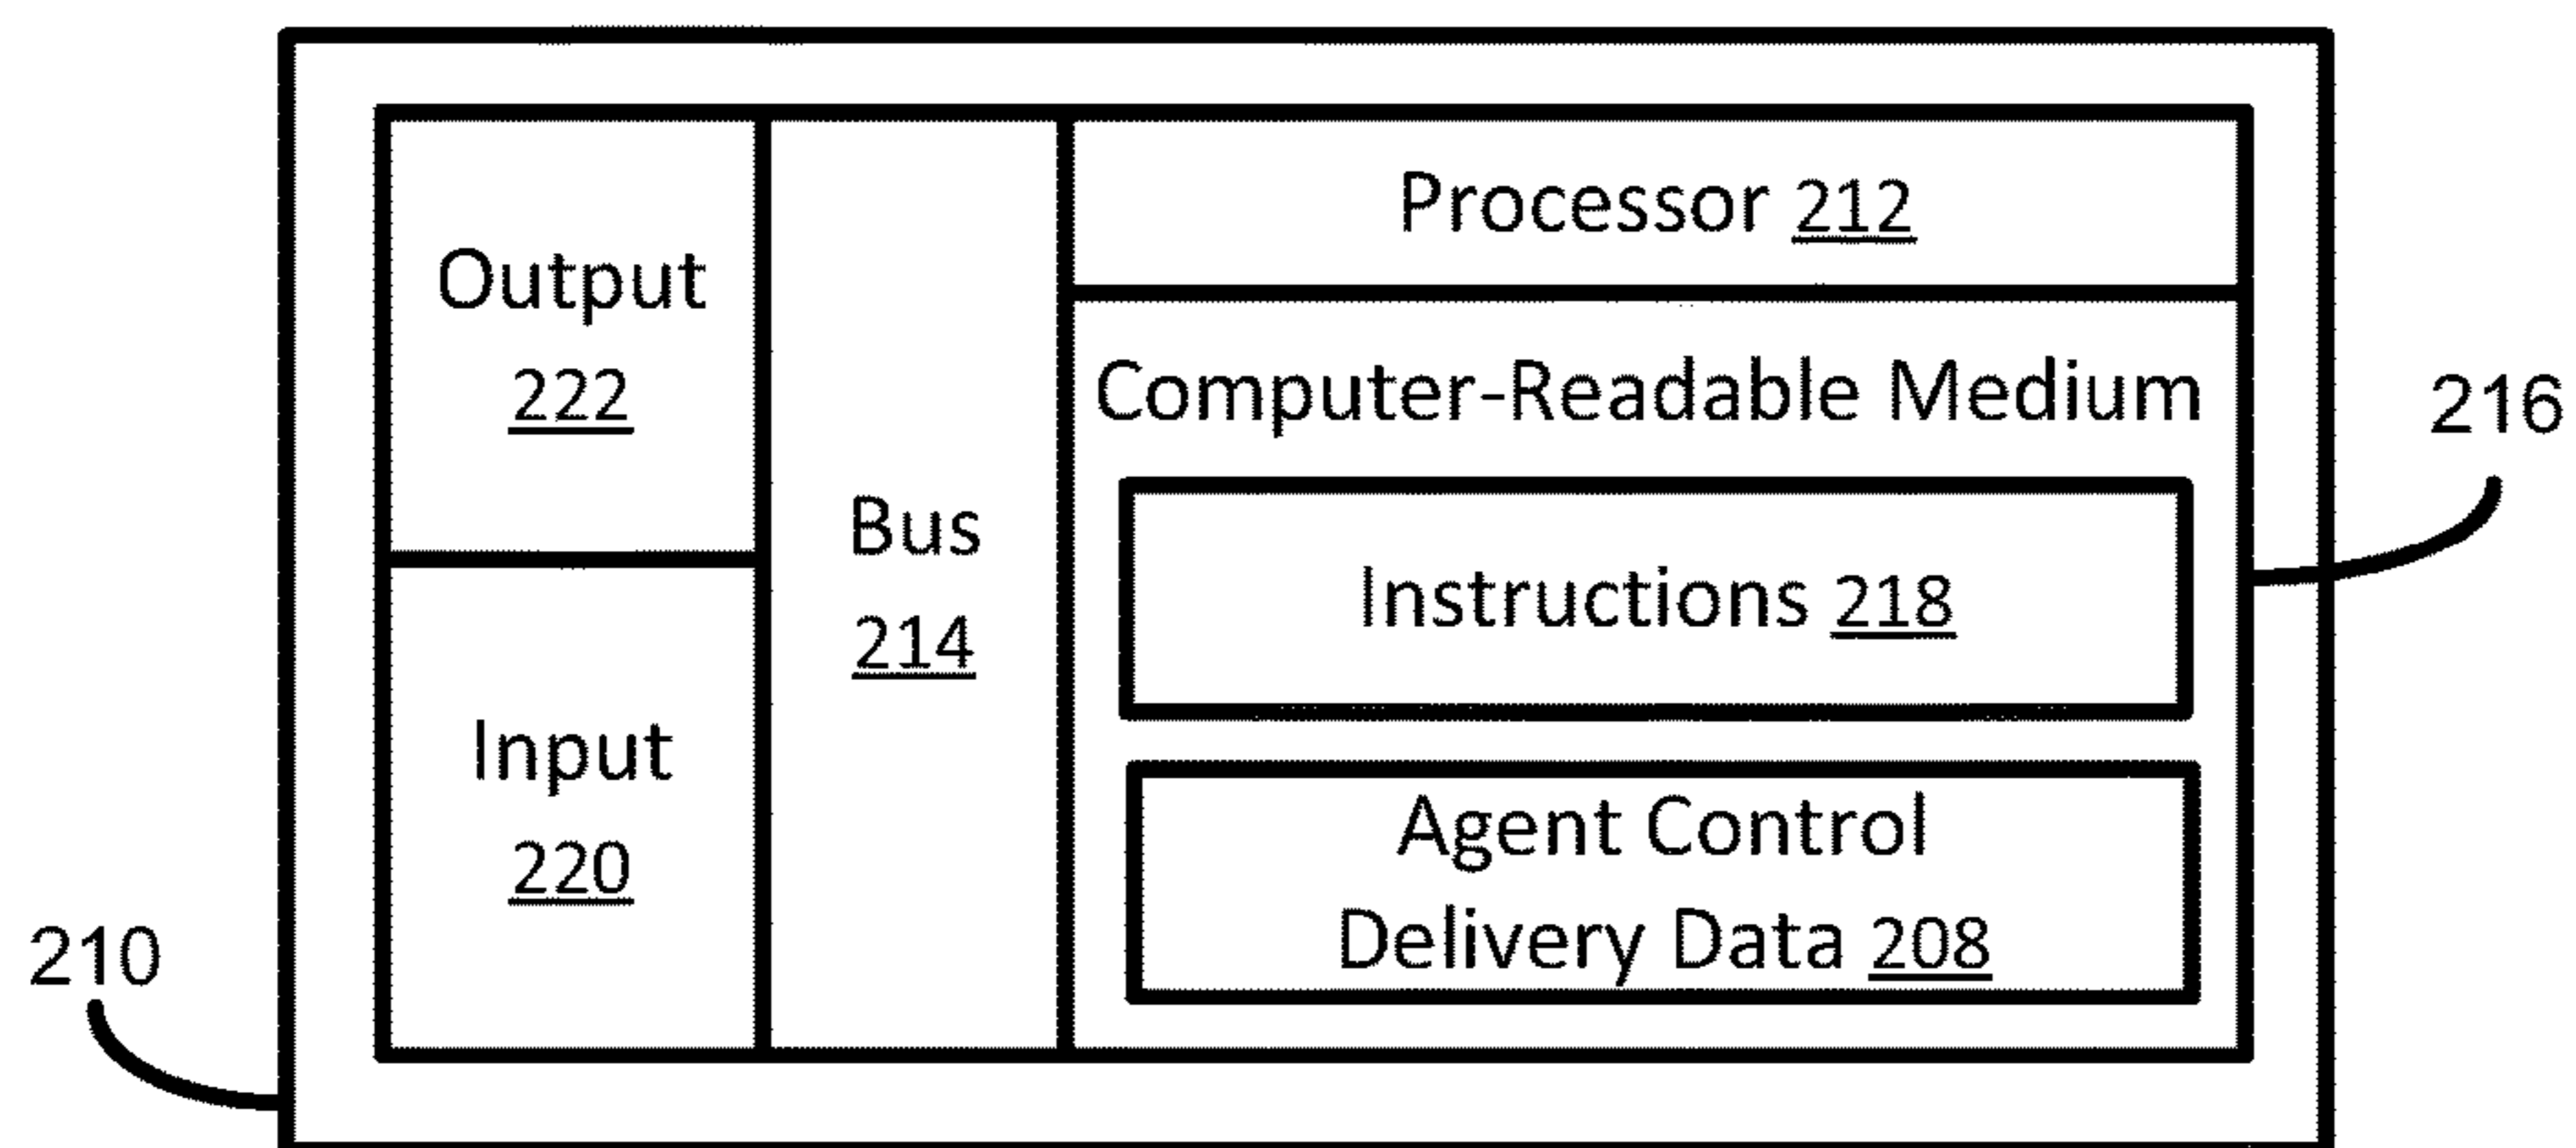 Output
222
Input
220
Bus
214
Processor 212
Computer-Readable Medium
Instructions 218
Agent Control
Delivery Data 208
216
210